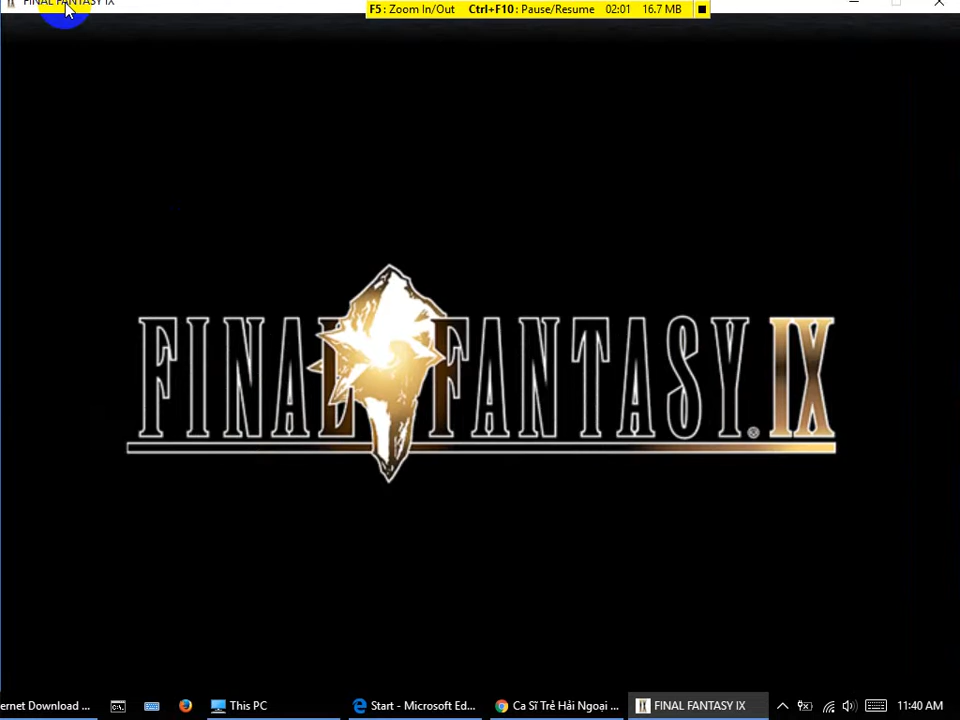 FINAL FANTASY IX
F5: Zoom In/Out Ctrl+F10: Pause/Resume 02:01 16.7 MB
FINAL FANTASY®IX
ernet Download ... This PC Start - Microsoft Ed... Ca Sĩ Trẻ Hải Ngoại ... FINAL FANTASY IX 11:40 AM